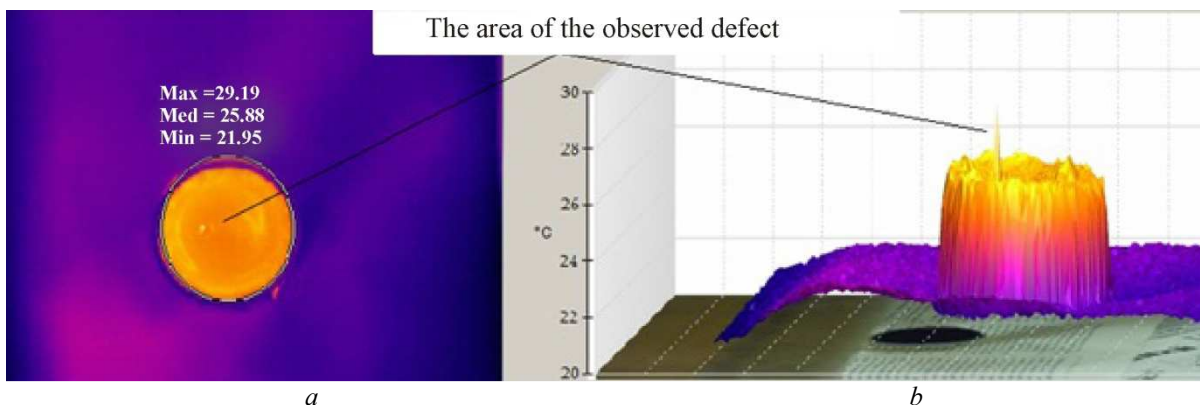 The area of the observed defect
Max =29.19
Med = 25.88
Min = 21.95
30
28
26
°C
24
22
20
a
b